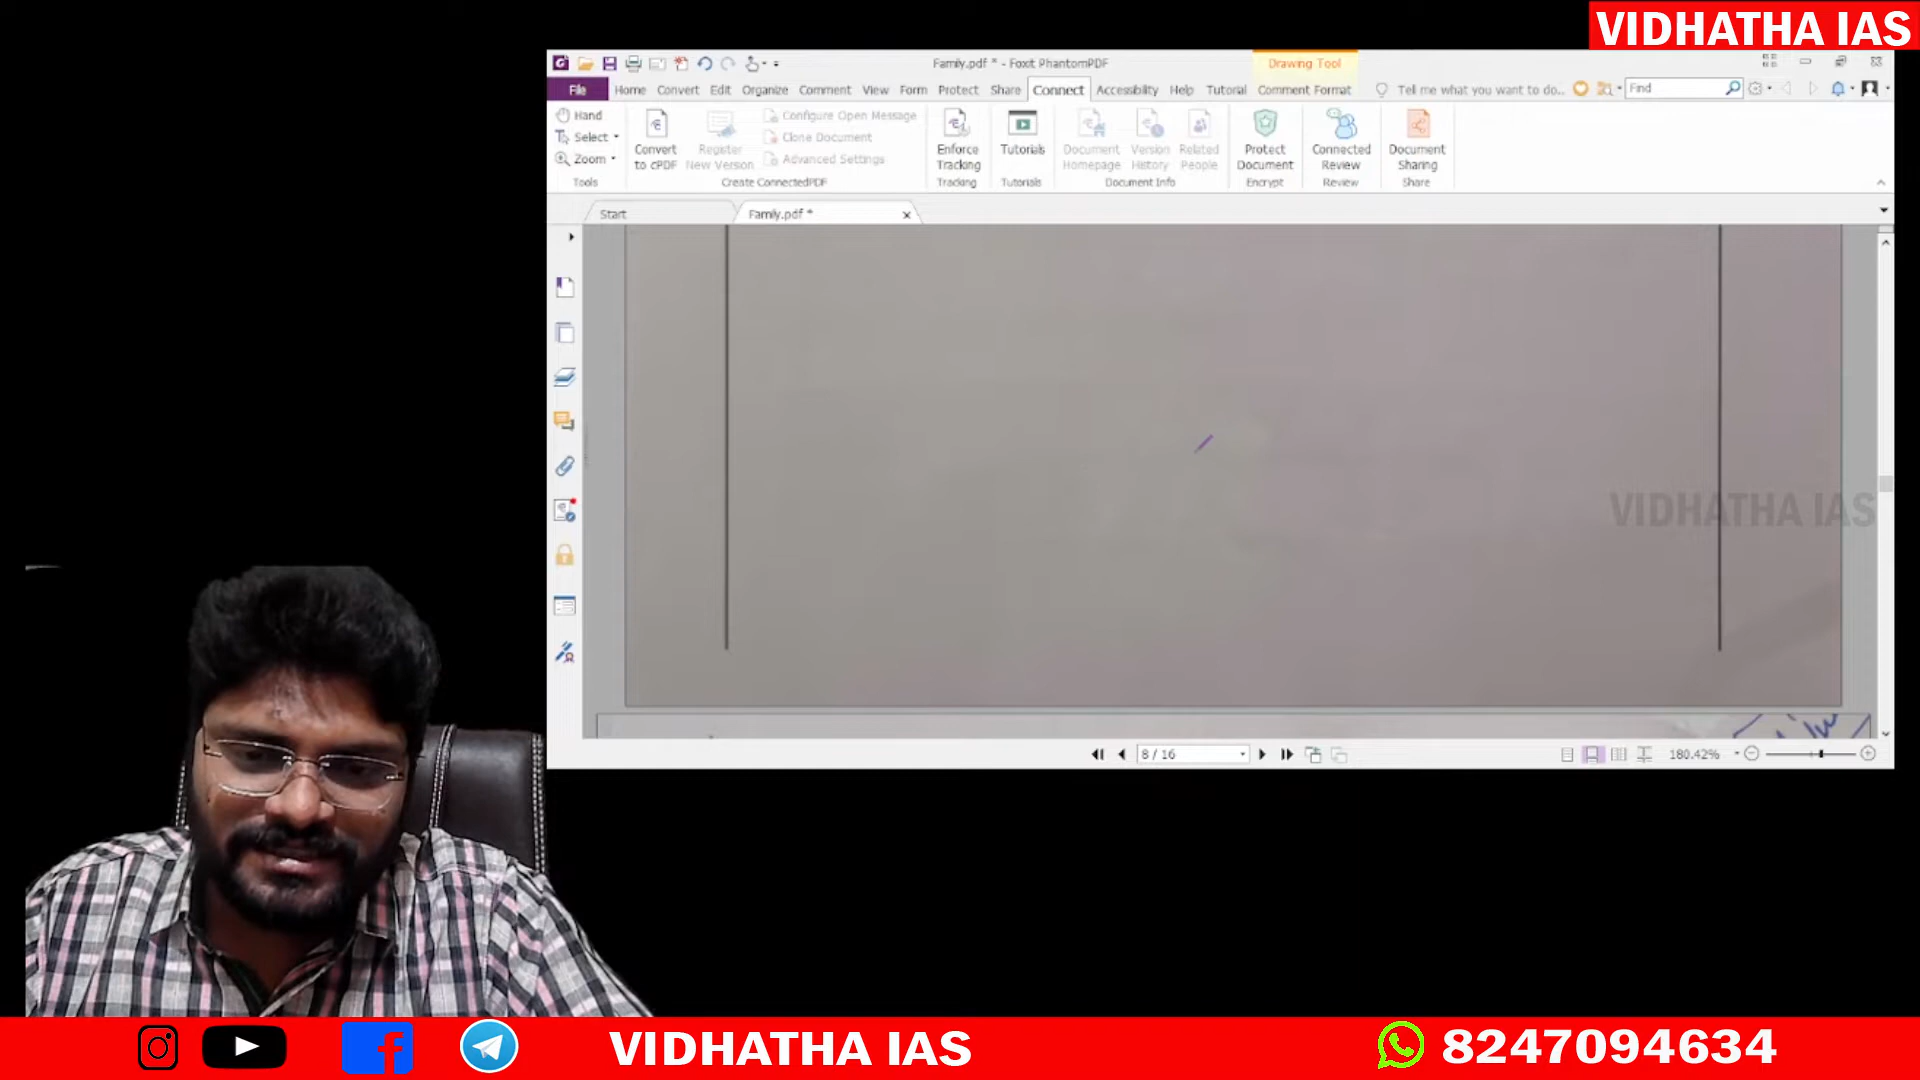 VIDHATHA IAS
Family.pdf * - Foxit PhantomPDF
Drawing Tool
File Home Convert Edit Organize Comment View Form Protect Share Connect Accessibility Help Tutorial Comment Format Tell me what you want to do.. Find
Hand
Select
Zoom
Tools
Convert to cPDF
Register New Version
Configure Open Message
Clone Document
Advanced Settings
Create ConnectedPDF
Enforce Tracking
Tracking
Tutorials
Tutorials
Document Homepage
Version History
Related People
Document Info
Protect Document
Encrypt
Connected Review
Review
Document Sharing
Share
Start
Family.pdf *
VIDHATHA IAS
8 / 16
180.42%
VIDHATHA IAS
8247094634